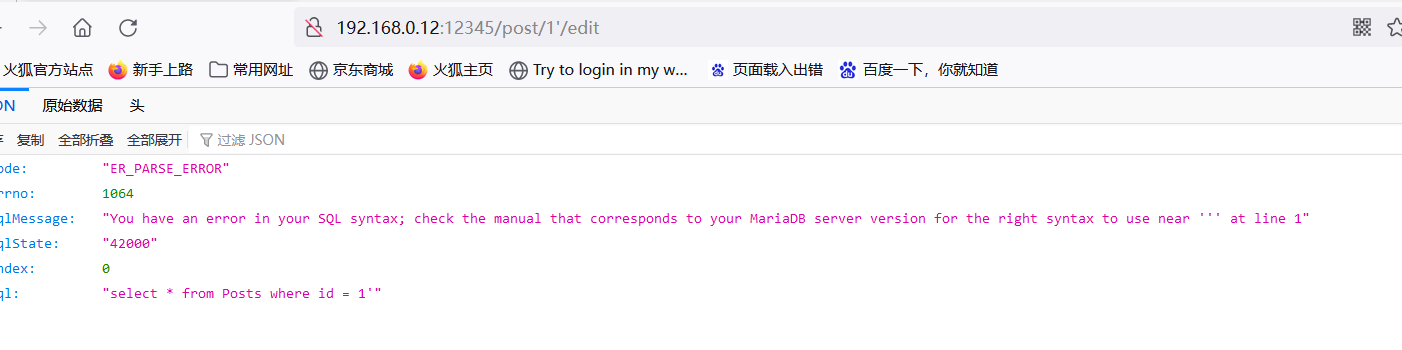 192.168.0.12:12345/post/1'/edit
火狐官方站点 新手上路 常用网址 京东商城 火狐主页 Try to login in my w... 页面载入出错 百度一下，你就知道
ON 原始数据 头
复制 全部折叠 全部展开 过滤 JSON
ode: "ER_PARSE_ERROR"
rrno: 1064
qlMessage: "You have an error in your SQL syntax; check the manual that corresponds to your MariaDB server version for the right syntax to use near ''' at line 1"
qlState: "42000"
ndex: 0
ql: "select * from Posts where id = 1'"